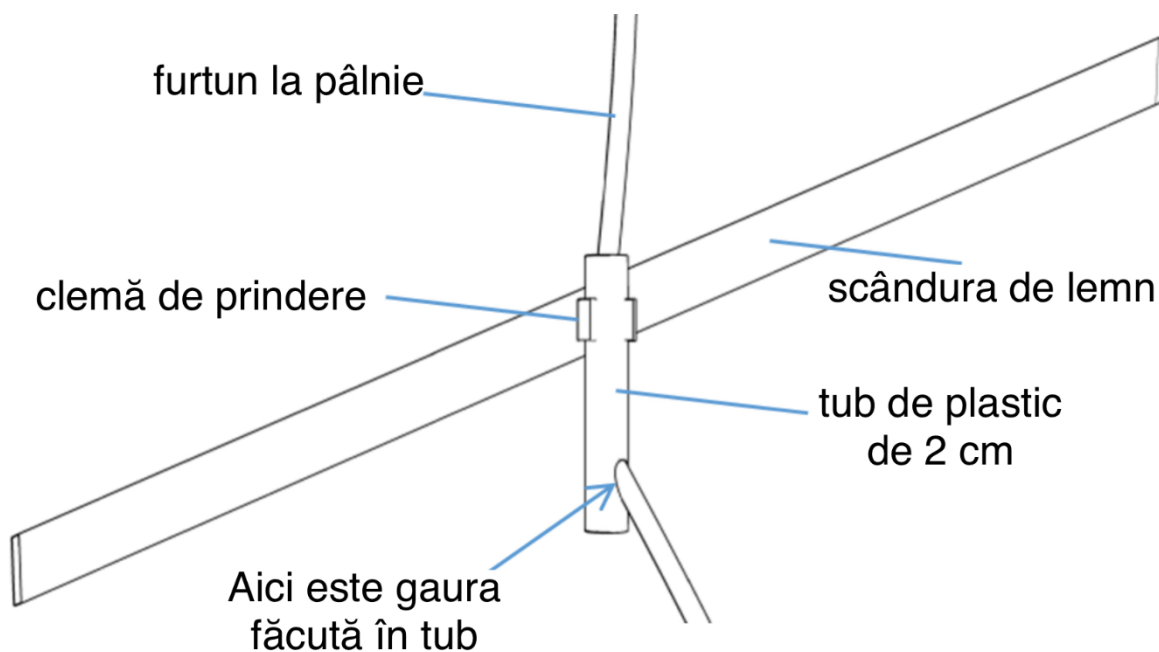 furtun la pâlnie
clemă de prindere
scândura de lemn
tub de plastic
de 2 cm
Aici este gaura
făcută în tub